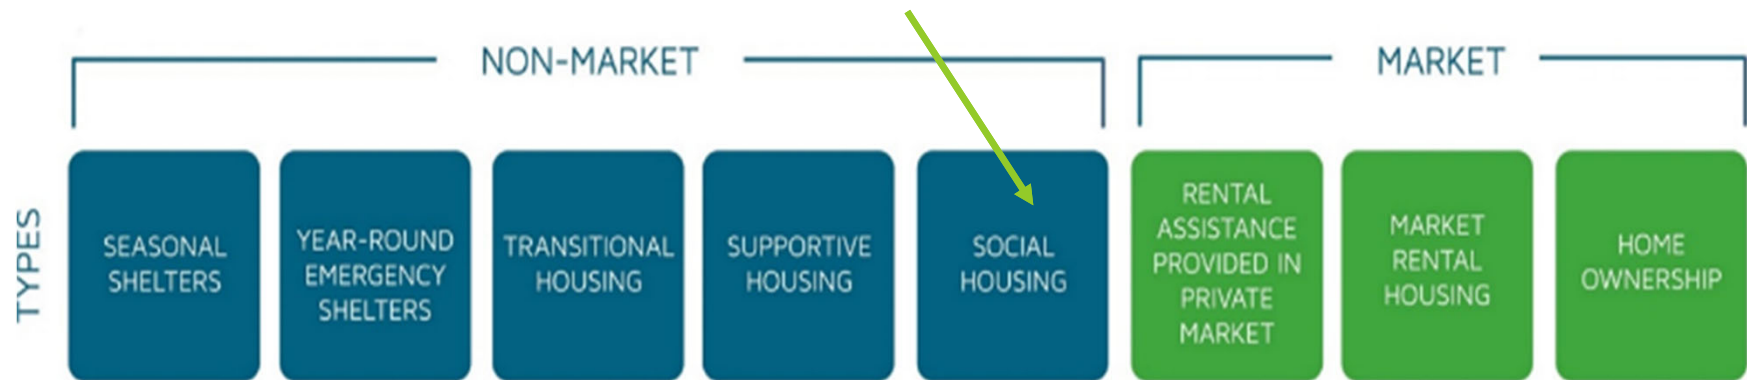 NON-MARKET
MARKET
TYPES
SEASONAL
SHELTERS
YEAR-ROUND
EMERGENCY
SHELTERS
TRANSITIONAL
HOUSING
SUPPORTIVE
HOUSING
SOCIAL
HOUSING
RENTAL
ASSISTANCE
PROVIDED IN
PRIVATE
MARKET
MARKET
RENTAL
HOUSING
HOME
OWNERSHIP